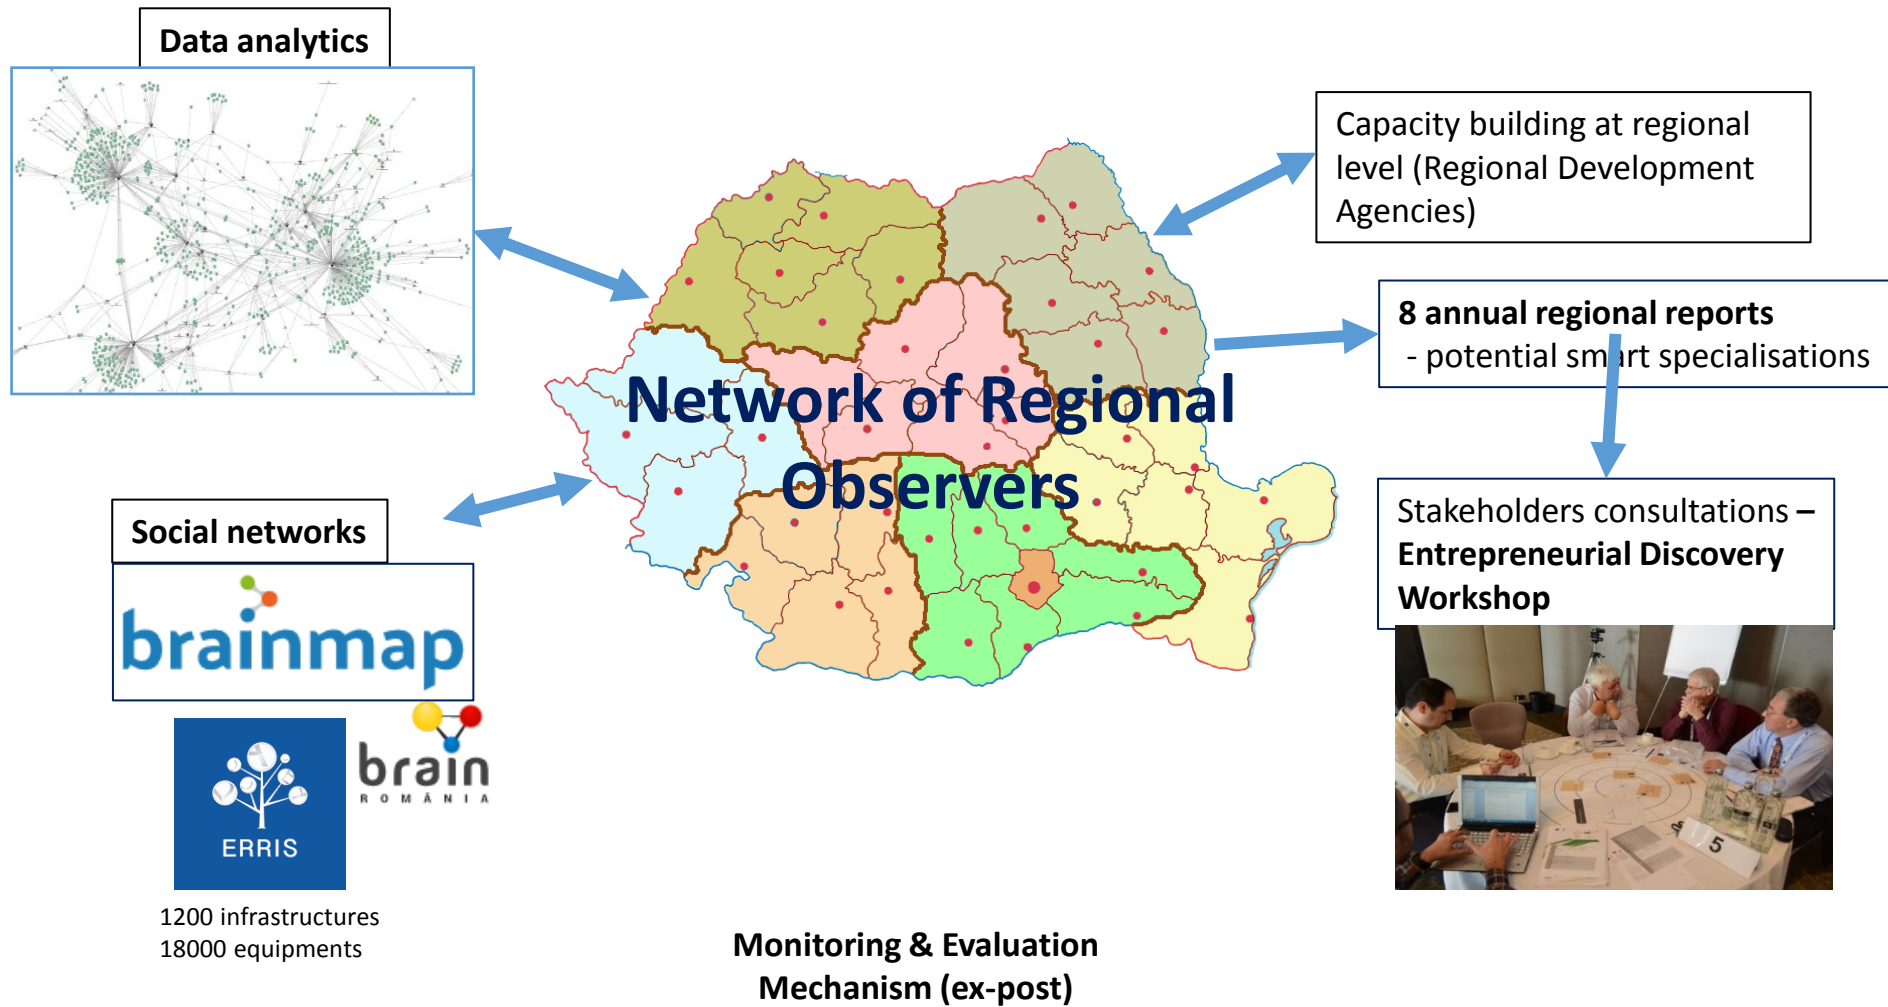 Data analytics
Capacity building at regional
level (Regional Development
Agencies)
8 annual regional reports
- potential smart specialisations
Network of Regional
Observers
Social networks
brainmap
brain
ROMÂNIA
ERRIS
1200 infrastructures
18000 equipments
Stakeholders consultations –
Entrepreneurial Discovery
Workshop
5
Monitoring & Evaluation
Mechanism (ex-post)